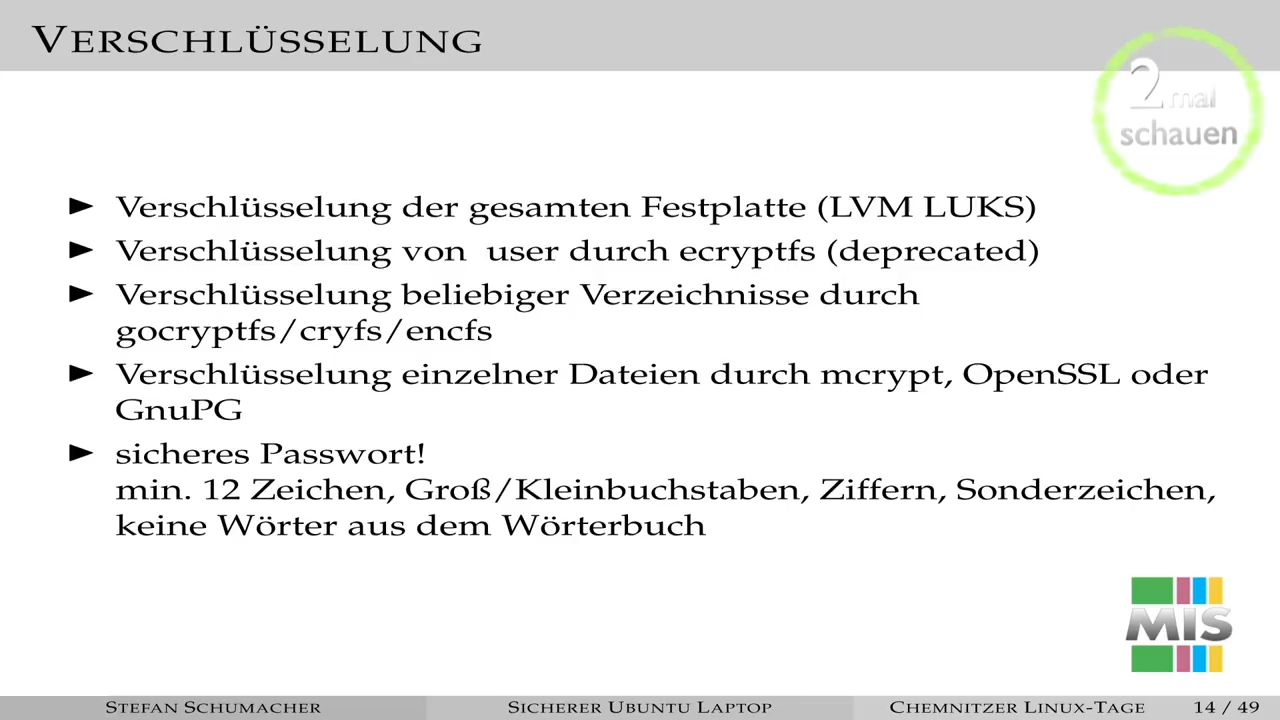 VERSCHLÜSSELUNG
2 mal
schauen
► Verschlüsselung der gesamten Festplatte (LVM LUKS)
► Verschlüsselung von user durch ecryptfs (deprecated)
► Verschlüsselung beliebiger Verzeichnisse durch
gocryptfs/cryfs/encfs
► Verschlüsselung einzelner Dateien durch mcrypt, OpenSSL oder
GnuPG
► sicheres Passwort!
min. 12 Zeichen, Groß/Kleinbuchstaben, Ziffern, Sonderzeichen,
keine Wörter aus dem Wörterbuch
MIS
STEFAN SCHUMACHER SICHERER UBUNTU LAPTOP CHEMNITZER LINUX-TAGE 14 / 49